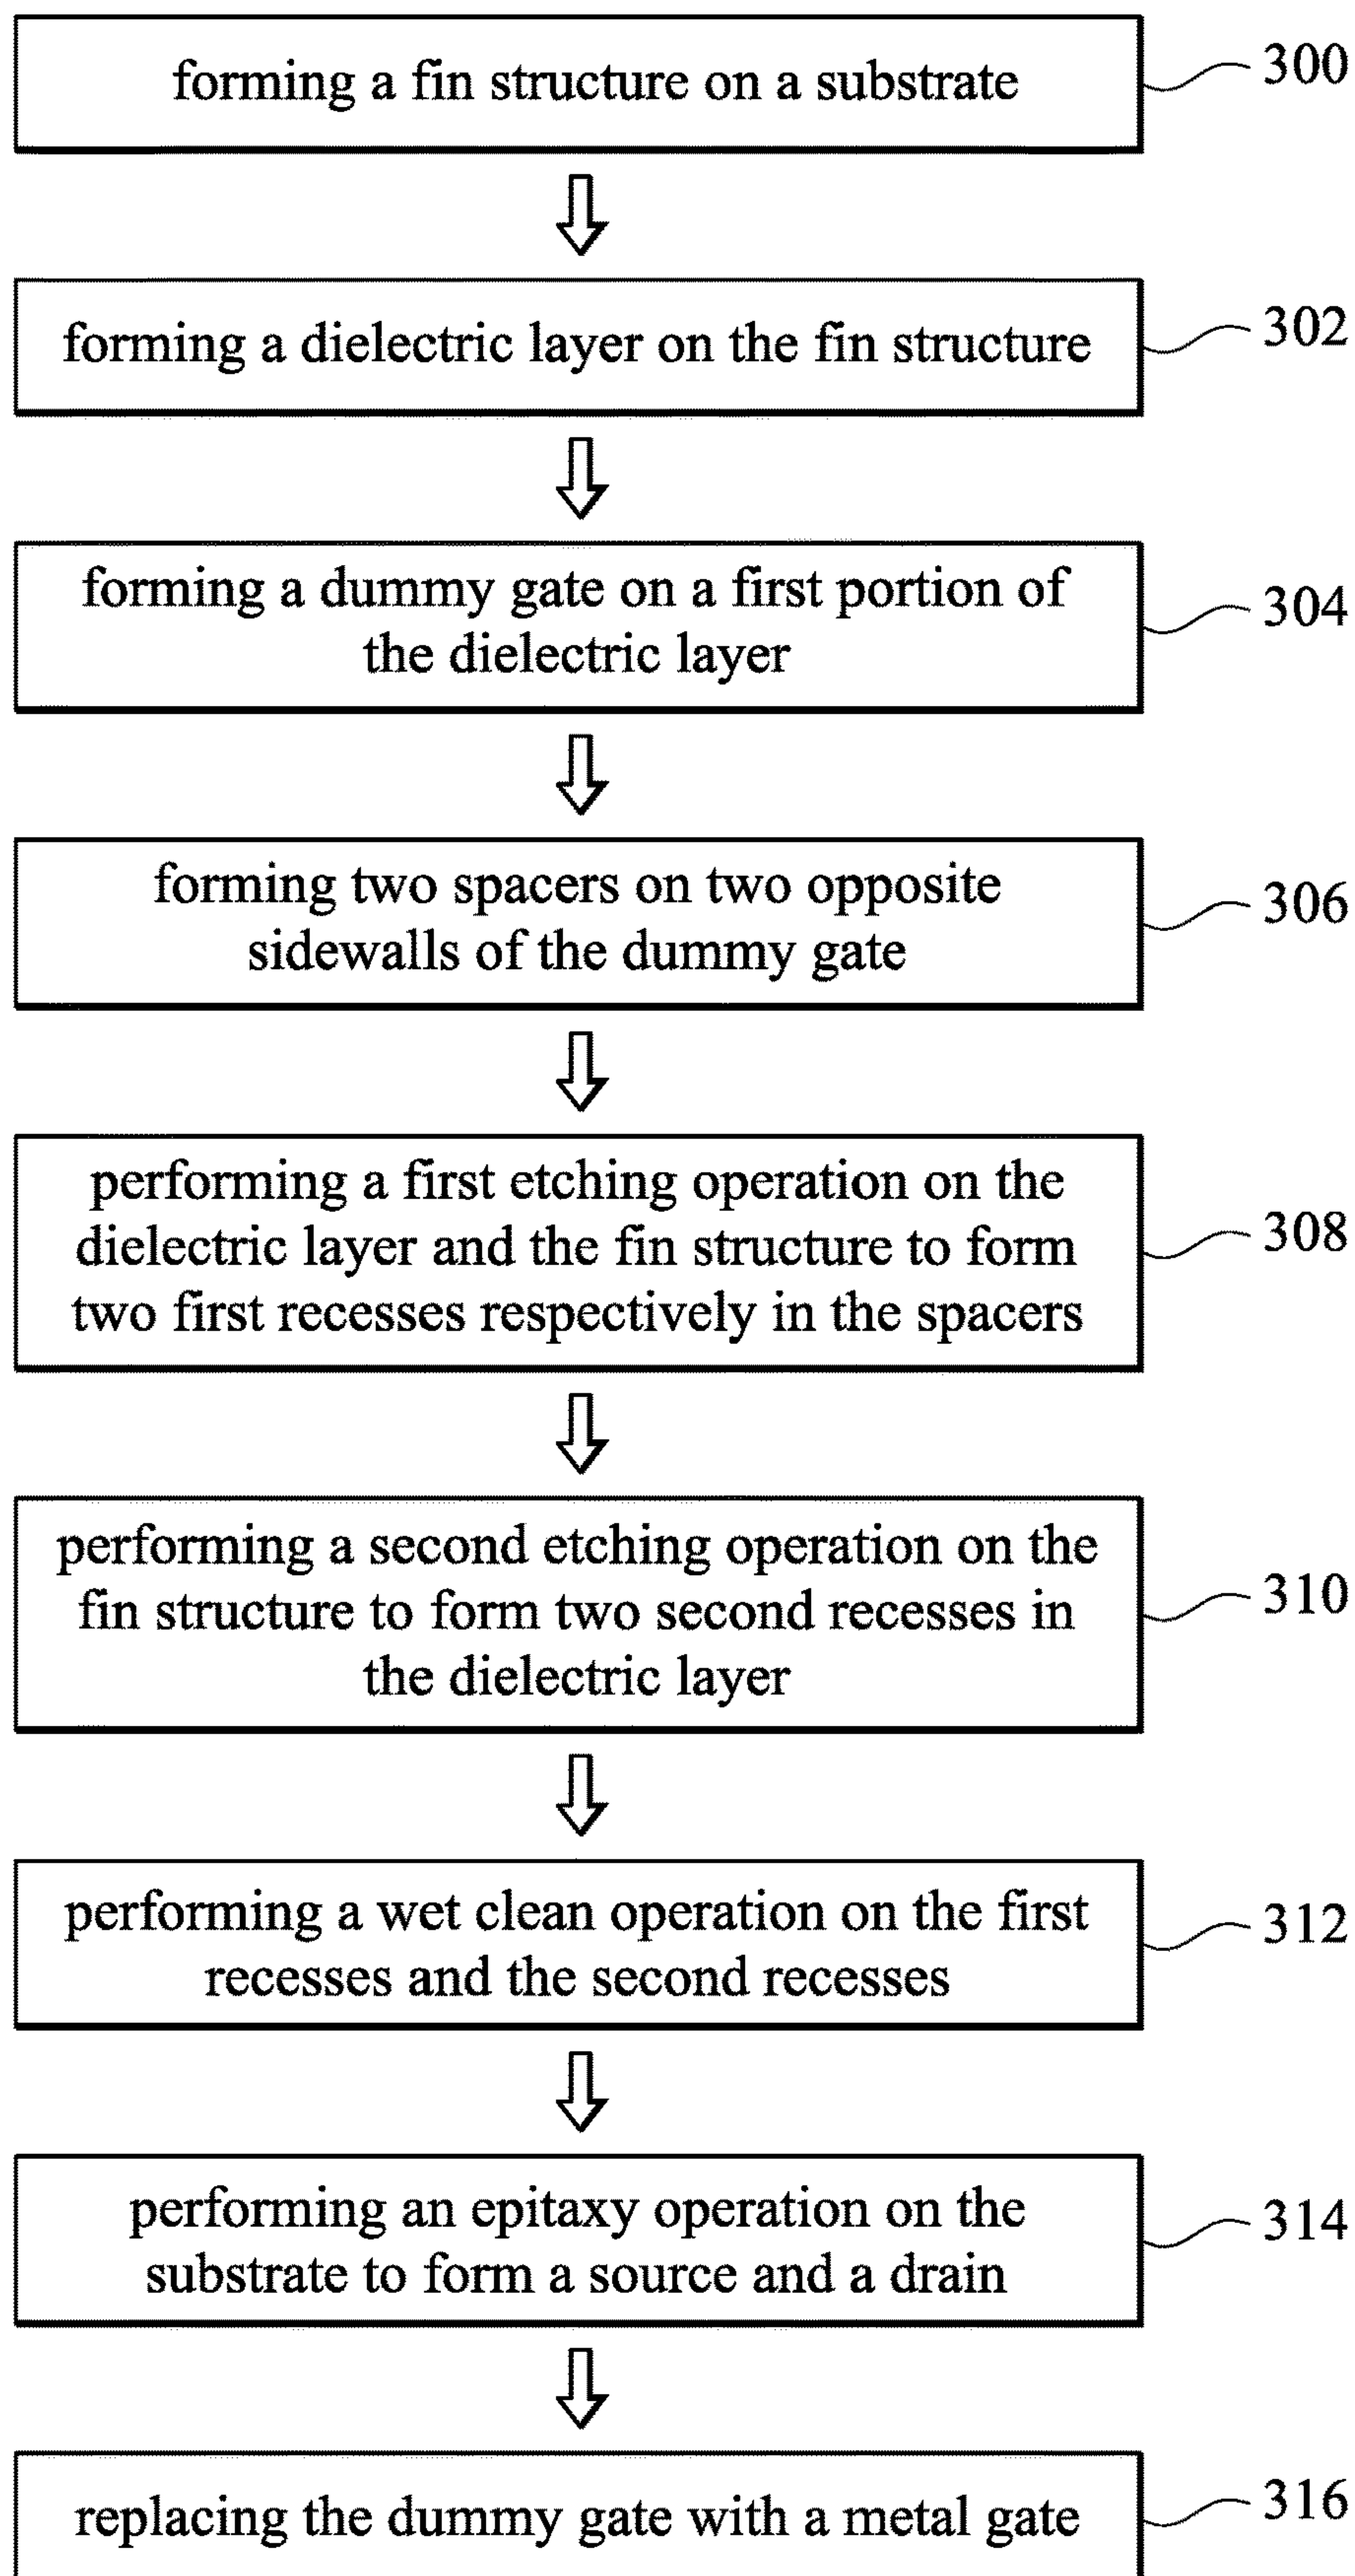 forming a fin structure on a substrate
300
forming a dielectric layer on the fin structure
302
forming a dummy gate on a first portion of
the dielectric layer
304
forming two spacers on two opposite
sidewalls of the dummy gate
306
performing a first etching operation on the
dielectric layer and the fin structure to form
two first recesses respectively in the spacers
308
performing a second etching operation on the
fin structure to form two second recesses in
the dielectric layer
310
performing a wet clean operation on the first
recesses and the second recesses
312
performing an epitaxy operation on the
substrate to form a source and a drain
314
replacing the dummy gate with a metal gate
316